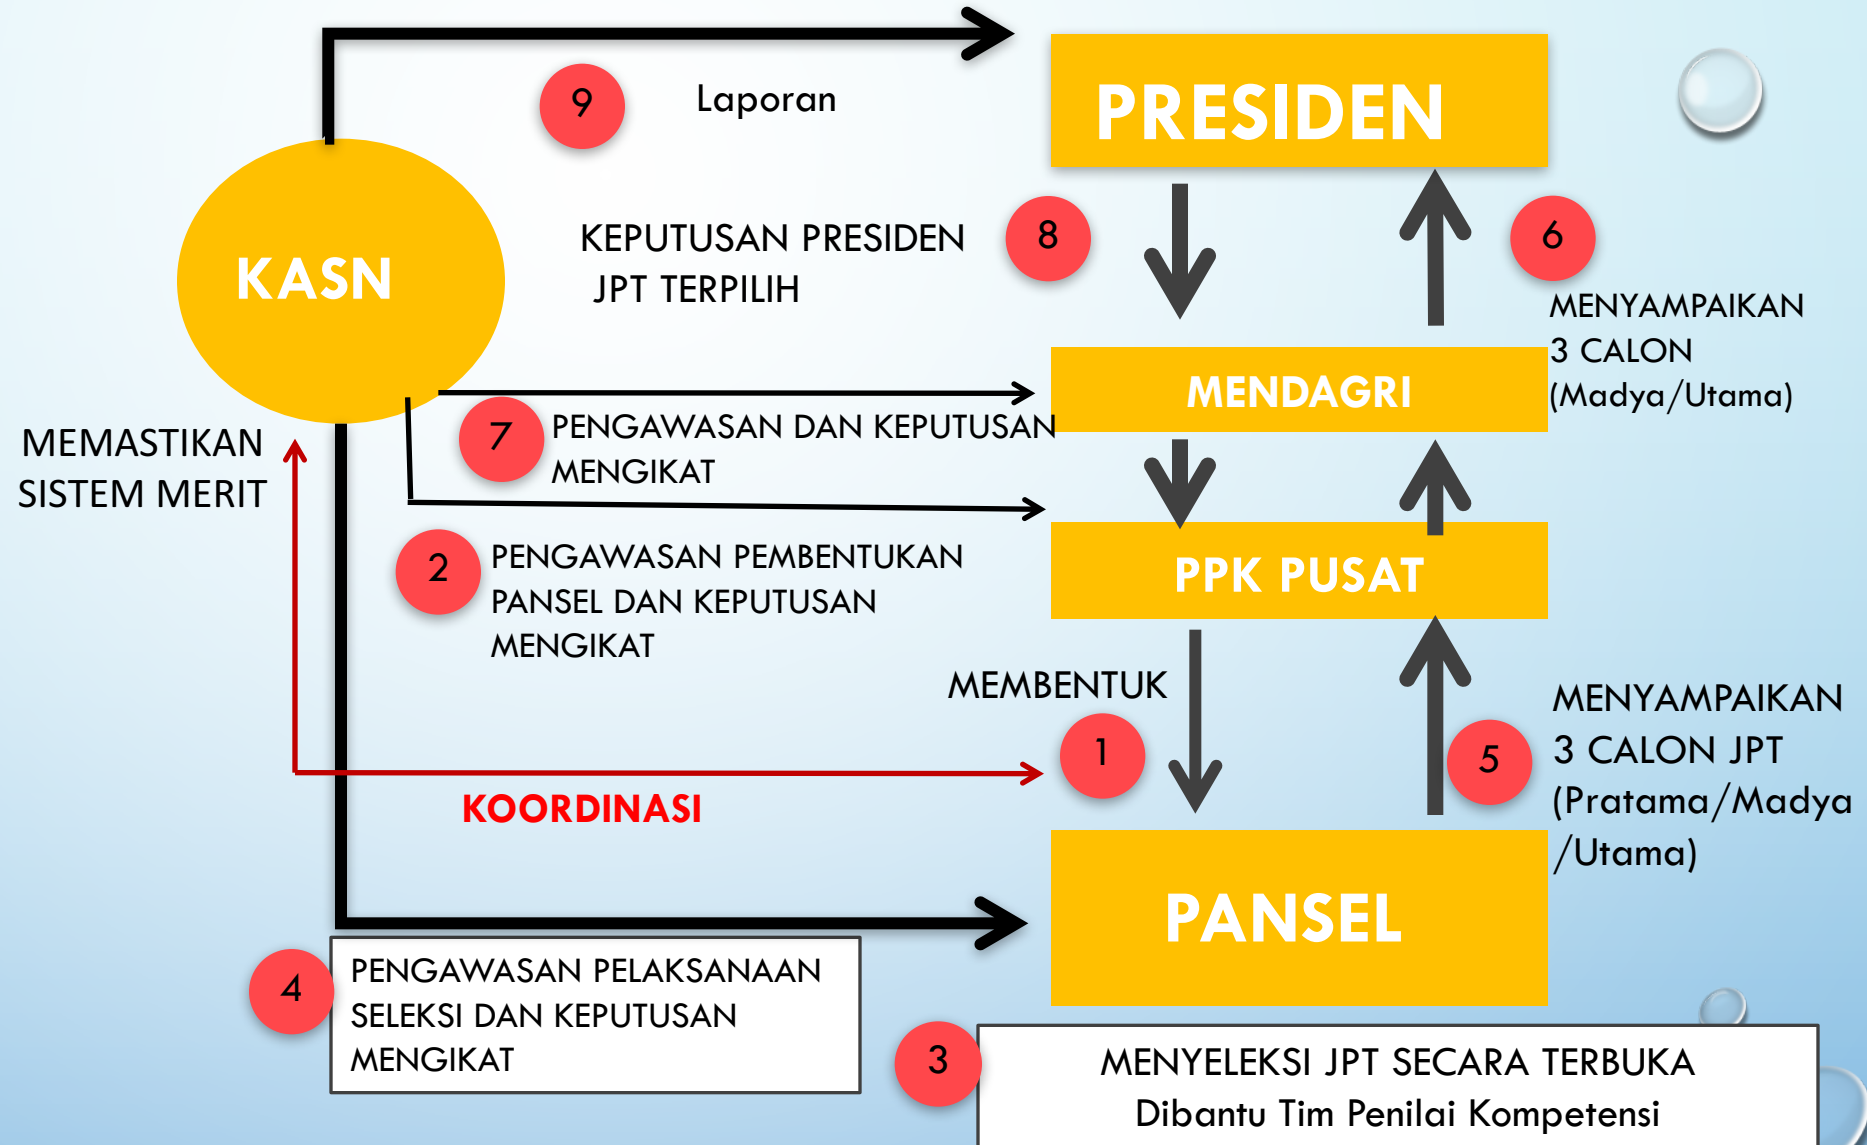 9
Laporan
PRESIDEN
KASN
KEPUTUSAN PRESIDEN
JPT TERPILIH
8
6
MENYAMPAIKAN
3 CALON
(Madya/Utama)
MENDAGRI
7
PENGAWASAN DAN KEPUTUSAN
MENGIKAT
MEMASTIKAN
SISTEM MERIT
2
PENGAWASAN PEMBENTUKAN
PANSEL DAN KEPUTUSAN
MENGIKAT
PPK PUSAT
MEMBENTUK
1
5
MENYAMPAIKAN
3 CALON JPT
(Pratama/Madya
/Utama)
KOORDINASI
PANSEL
4
PENGAWASAN PELAKSANAAN
SELEKSI DAN KEPUTUSAN
MENGIKAT
3
MENYELEKSI JPT SECARA TERBUKA
Dibantu Tim Penilai Kompetensi